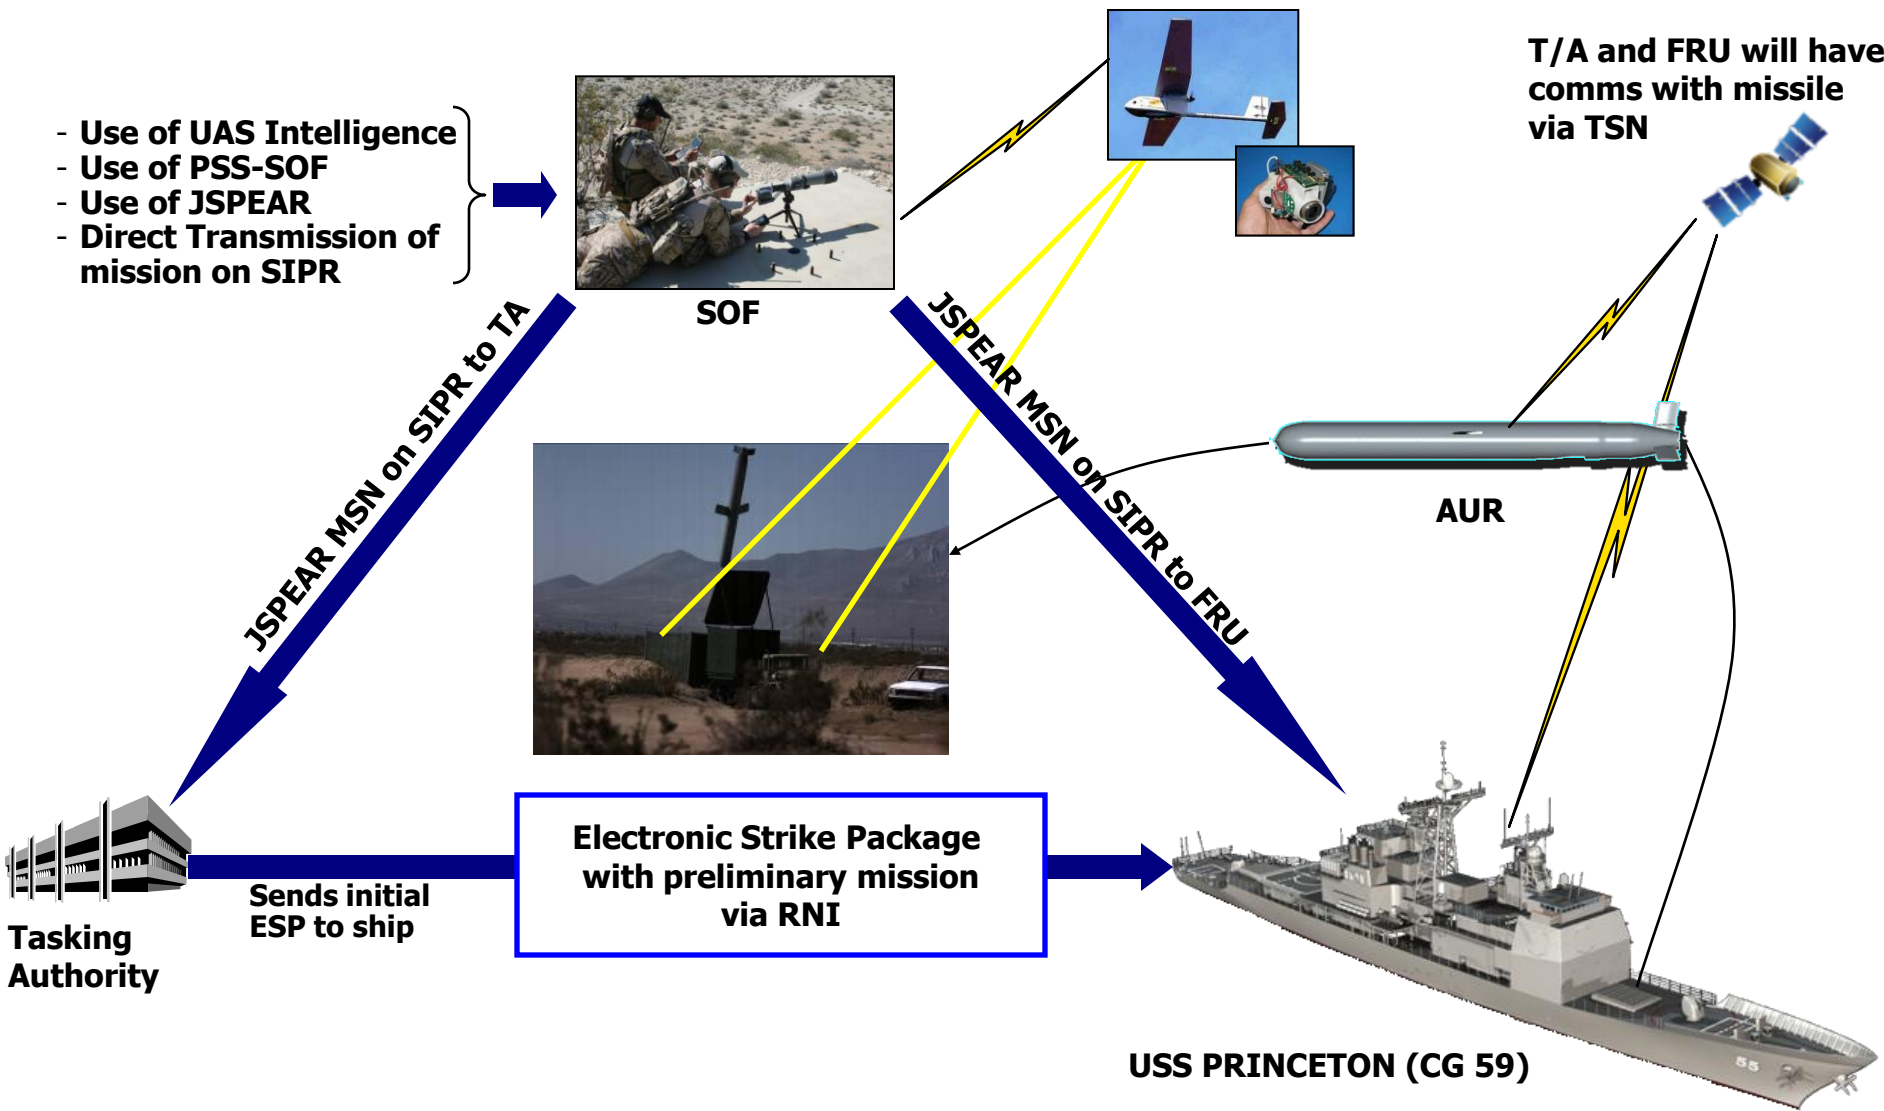 T/A and FRU will have
comms with missile
via TSN
- Use of UAS Intelligence
- Use of PSS-SOF
- Use of JSPEAR
- Direct Transmission of
mission on SIPR
SOF
JSPEAR MSN on SIPR to TA
JSPEAR MSN on SIPR to FRU
AUR
Electronic Strike Package
with preliminary mission
via RNI
Sends initial
ESP to ship
Tasking
Authority
USS PRINCETON (CG 59)
55